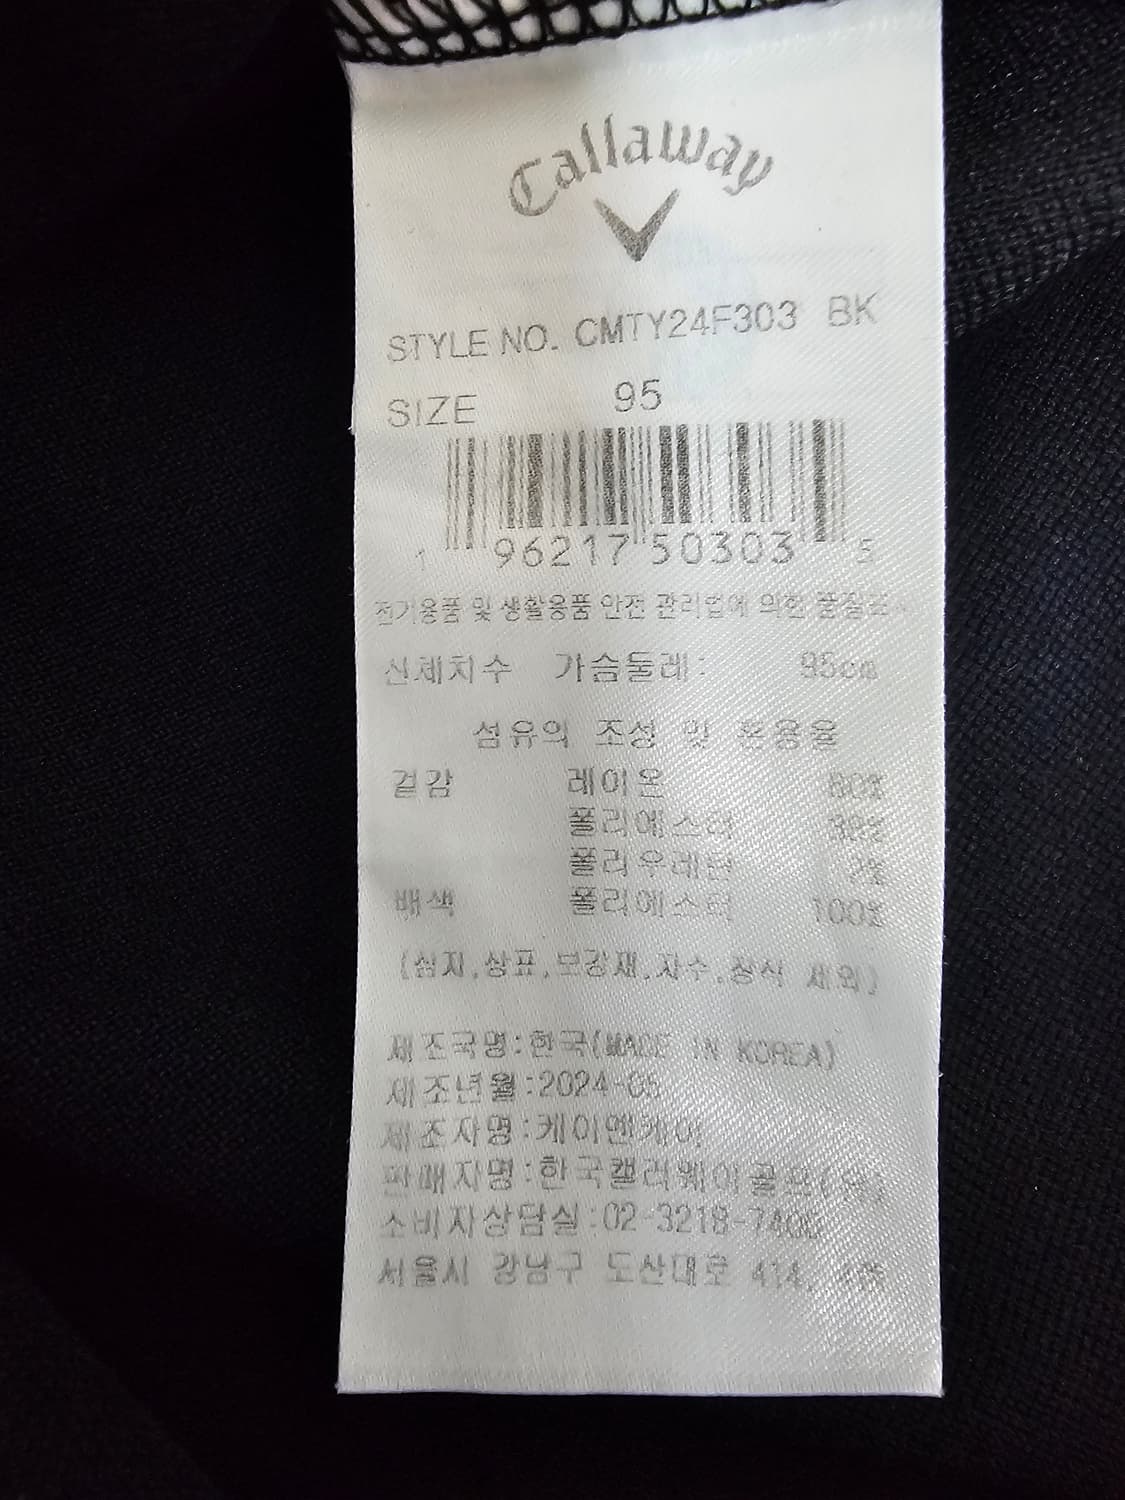 Callaway
STYLE NO. CMTY24F303 BK
SIZE 95
1 96217 50303 5
전기용품 및 생활용품 안전 관리법에 의한 품질표시
신체치수 가슴둘레: 95cm
섬유의 조성 및 혼용율
겉감 레이온 60%
폴리에스터 38%
폴리우레탄 2%
배색 폴리에스터 100%
(심지,상표,보강재,자수,장식 제외)
제조국명:한국(MADE IN KOREA)
제조년월:2024-05
제조자명:케이엔케이
판매자명:한국캘러웨이골프(유)
소비자상담실:02-3218-7400
서울시 강남구 도산대로 414,